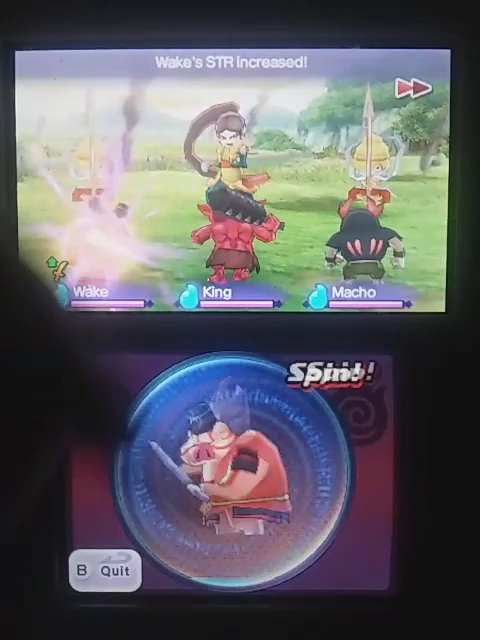 Wake's STR increased!
Wake
King
Macho
Spin!
B Quit